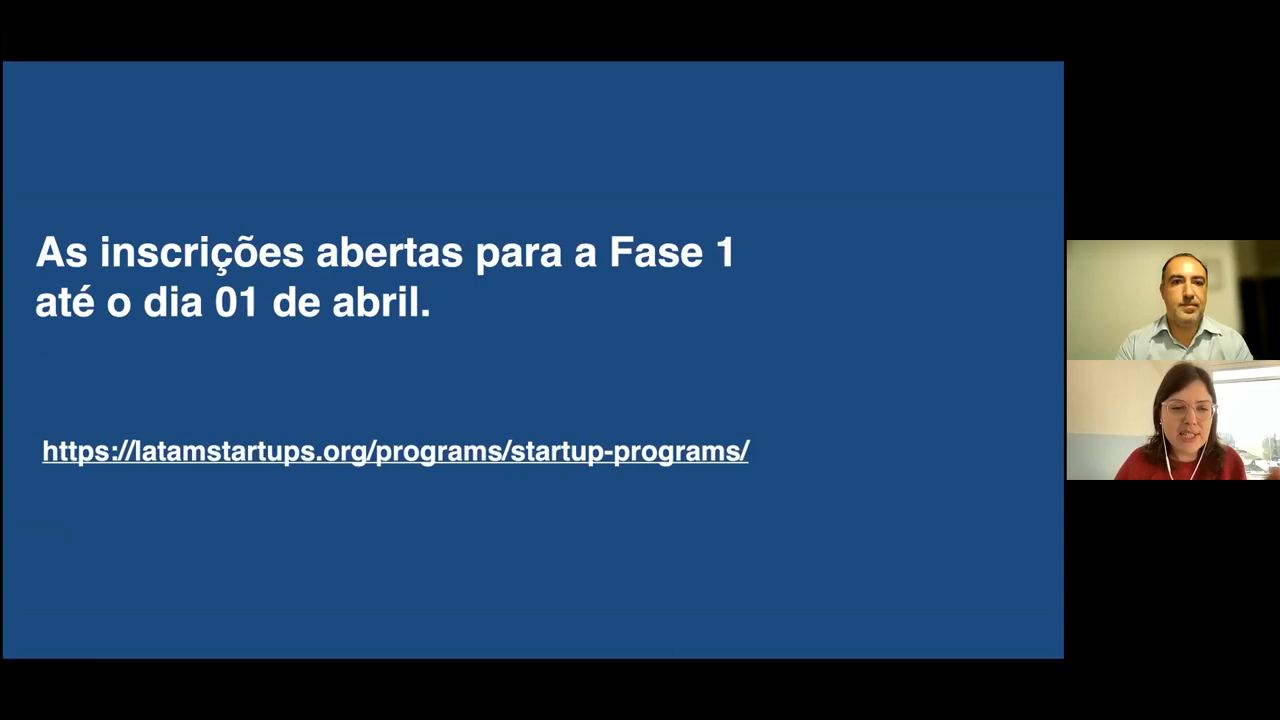 As inscrições abertas para a Fase 1
até o dia 01 de abril.
https://latamstartups.org/programs/startup-programs/